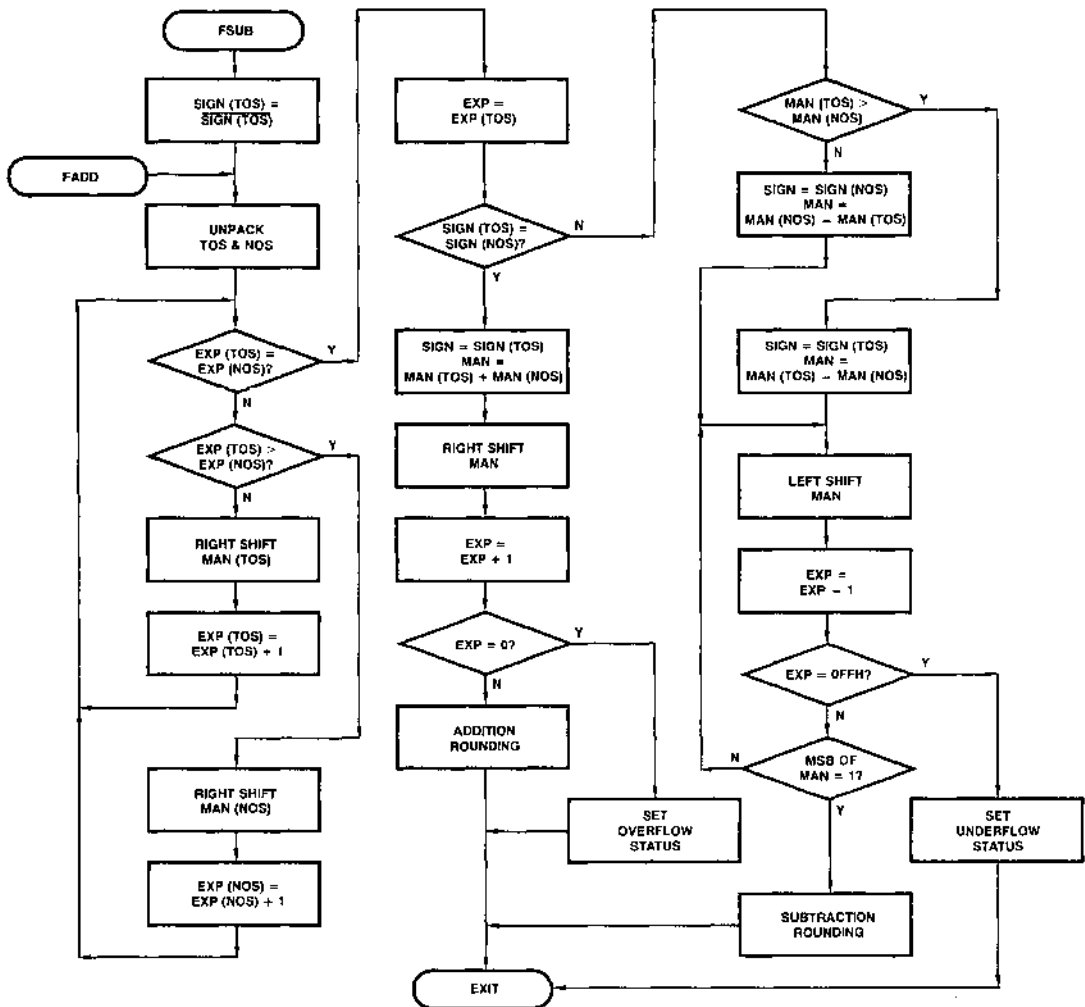 FSUB
SIGN (TOS) =
SIGN (TOS)
FADD
UNPACK
TOS & NOS
EXP (TOS) =
EXP (NOS)?
Y
N
EXP (TOS) >
EXP (NOS)?
Y
N
RIGHT SHIFT
MAN (TOS)
EXP (TOS) =
EXP (TOS) + 1
RIGHT SHIFT
MAN (NOS)
EXP (NOS) =
EXP (NOS) + 1
EXP =
EXP (TOS)
SIGN (TOS) =
SIGN (NOS)?
N
Y
SIGN = SIGN (TOS)
MAN =
MAN (TOS) + MAN (NOS)
RIGHT SHIFT
MAN
EXP =
EXP + 1
EXP = 0?
Y
N
ADDITION
ROUNDING
SET
OVERFLOW
STATUS
EXIT
MAN (TOS) >
MAN (NOS)
Y
N
SIGN = SIGN (NOS)
MAN =
MAN (NOS) – MAN (TOS)
SIGN = SIGN (TOS)
MAN =
MAN (TOS) – MAN (NOS)
LEFT SHIFT
MAN
EXP =
EXP – 1
EXP = 0FFH?
Y
N
MSB OF
MAN = 1?
N
Y
SET
UNDERFLOW
STATUS
SUBTRACTION
ROUNDING